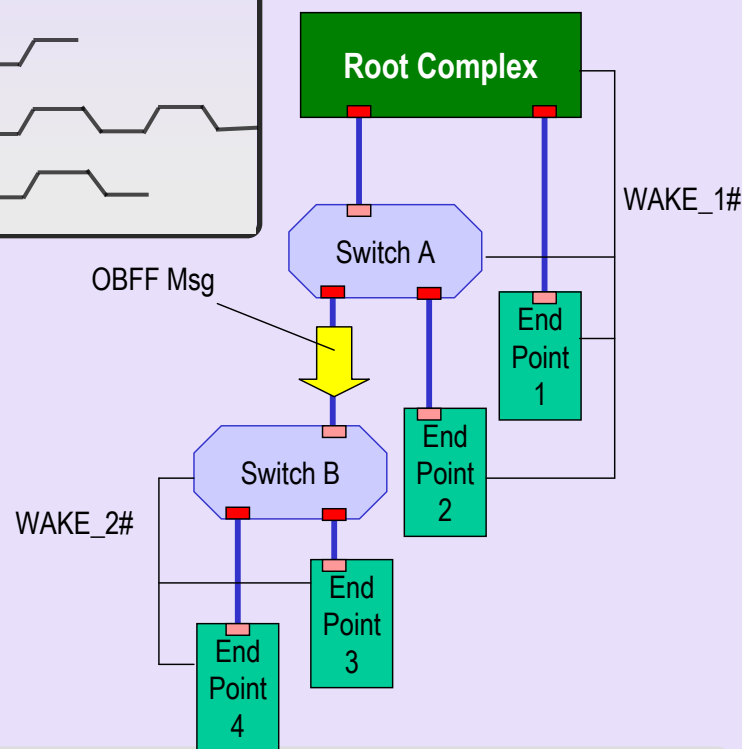 Root Complex
WAKE_1#
Switch A
OBFF Msg
End
Point
1
End
Point
2
Switch B
WAKE_2#
End
Point
3
End
Point
4